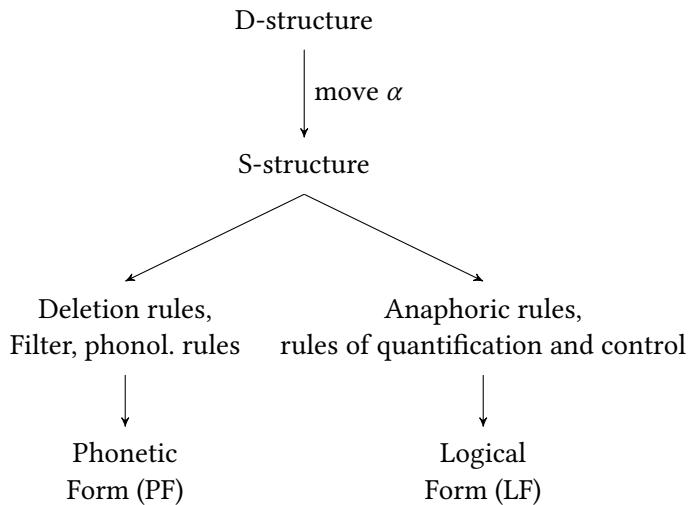 D-structure
move α
S-structure
Deletion rules,
Filter, phonol. rules
Anaphoric rules,
rules of quantification and control
Phonetic
Form (PF)
Logical
Form (LF)